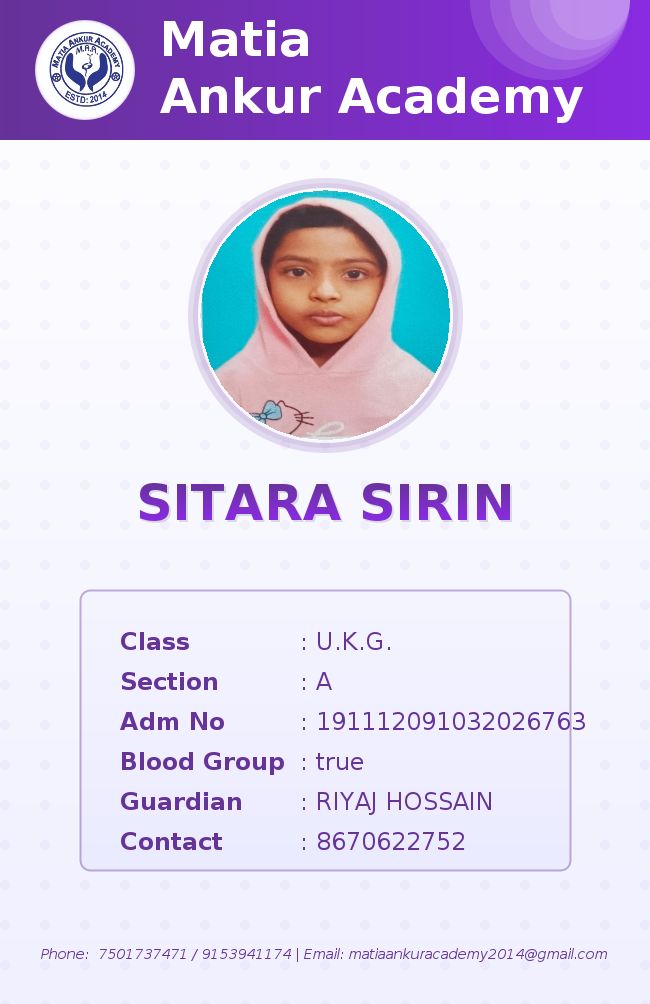 Matia
Ankur Academy
MATIA ANKUR ACADEMY
M.A.A.
ESTD: 2014
SITARA SIRIN
Class : U.K.G.
Section : A
Adm No : 191112091032026763
Blood Group : true
Guardian : RIYAJ HOSSAIN
Contact : 8670622752
Phone: 7501737471 / 9153941174 | Email: matiaankuracademy2014@gmail.com